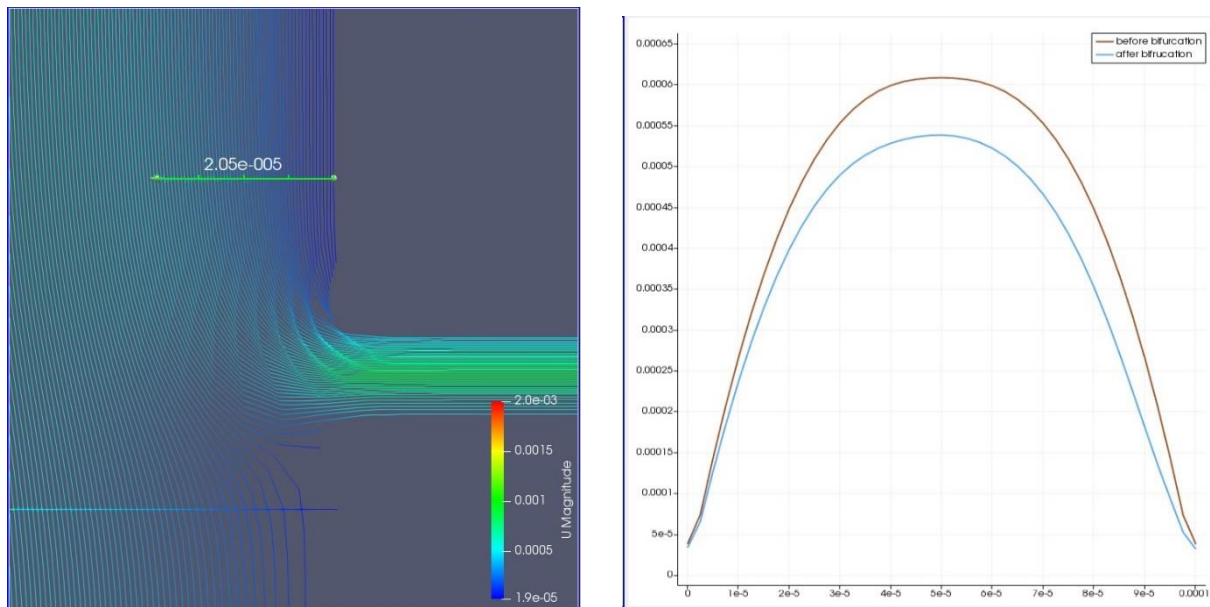 2.05e-005
2.0e-03
0.0015
0.001
0.0005
1.9e-05
U Magnitude
before bifurcation
after bifrucation
0.00065
0.0006
0.00055
0.0005
0.00045
0.0004
0.00035
0.0003
0.00025
0.0002
0.00015
0.0001
5e-5
0
0 1e-5 2e-5 3e-5 4e-5 5e-5 6e-5 7e-5 8e-5 9e-5 0.0001